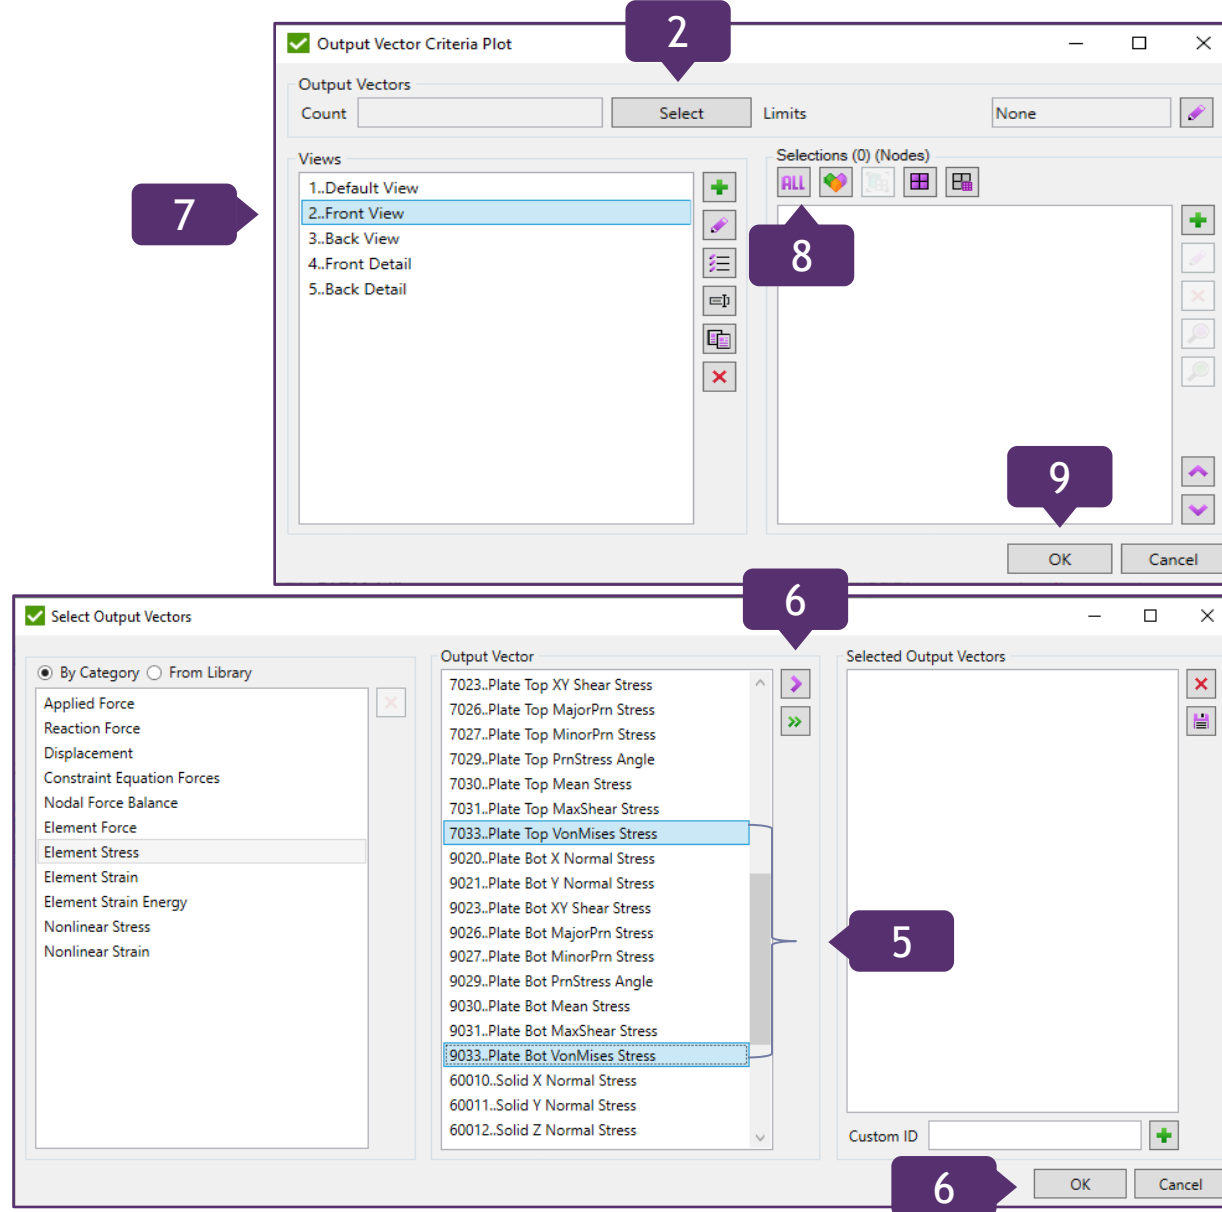 2
Output Vector Criteria Plot
Output Vectors
Count
Select
Limits
None
Views
1..Default View
2..Front View
3..Back View
4..Front Detail
5..Back Detail
7
Selections (0) (Nodes)
ALL
8
9
OK
Cancel
6
Select Output Vectors
By Category
From Library
Applied Force
Reaction Force
Displacement
Constraint Equation Forces
Nodal Force Balance
Element Force
Element Stress
Element Strain
Element Strain Energy
Nonlinear Stress
Nonlinear Strain
Output Vector
7023..Plate Top XY Shear Stress
7026..Plate Top MajorPrn Stress
7027..Plate Top MinorPrn Stress
7029..Plate Top PrnStress Angle
7030..Plate Top Mean Stress
7031..Plate Top MaxShear Stress
7033..Plate Top VonMises Stress
9020..Plate Bot X Normal Stress
9021..Plate Bot Y Normal Stress
9023..Plate Bot XY Shear Stress
9026..Plate Bot MajorPrn Stress
9027..Plate Bot MinorPrn Stress
9029..Plate Bot PrnStress Angle
9030..Plate Bot Mean Stress
9031..Plate Bot MaxShear Stress
9033..Plate Bot VonMises Stress
60010..Solid X Normal Stress
60011..Solid Y Normal Stress
60012..Solid Z Normal Stress
5
Selected Output Vectors
Custom ID
6
OK
Cancel